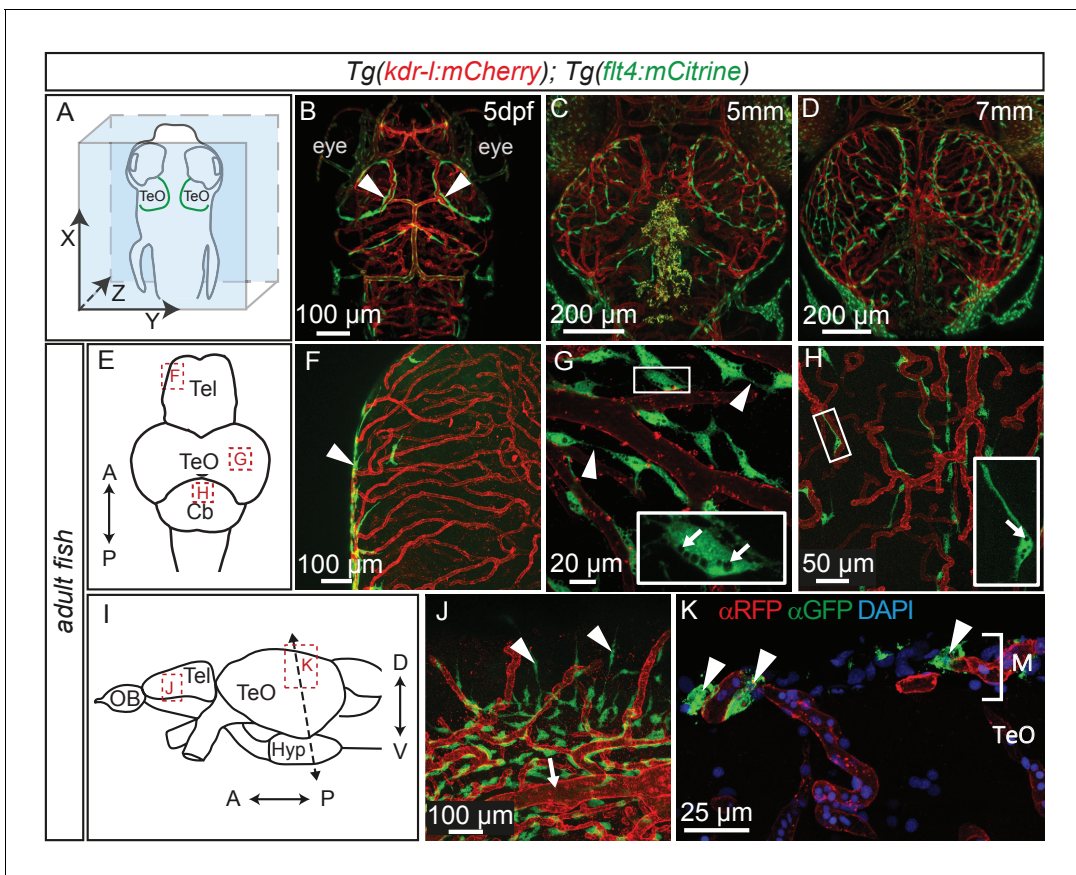 Tg(kdr-l:mCherry); Tg(flt4:mCitrine)
A
TeO
TeO
X
Z
Y
B
5dpf
eye
eye
100 µm
C
5mm
200 µm
D
7mm
200 µm
adult fish
E
F
Tel
TeO
G
H
Cb
A
P
F
100 µm
G
20 µm
H
50 µm
I
OB
J
Tel
TeO
K
Hyp
D
V
A
P
J
100 µm
K
αRFP αGFP DAPI
M
TeO
25 µm